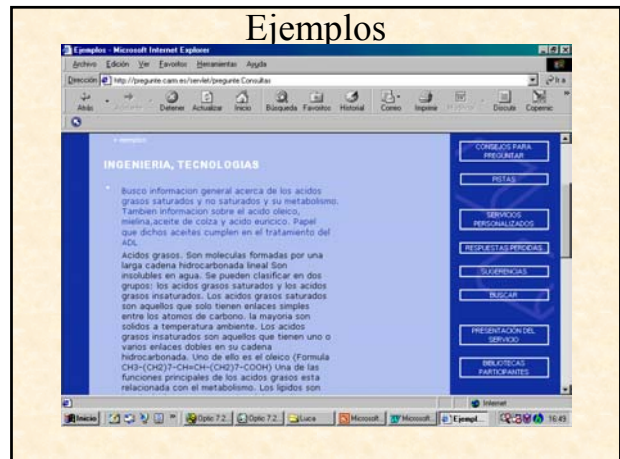 Ejemplos
Ejemplos - Microsoft Internet Explorer
Archivo Edición Ver Favoritos Herramientas Ayuda
Dirección http://pregunte.cam.es/servlet/pregunte.Consultas Ir a
Atrás Detener Actualizar Inicio Búsqueda Favoritos Historial Correo Imprimir Discutir Copernic
INGENIERIA, TECNOLOGIAS
Busco informacion general acerca de los acidos
grasos saturados y no saturados y su metabolismo.
Tambien informacion sobre el acido oleico,
mielina,aceite de colza y acido euricico. Papel
que dichos aceites cumplen en el tratamiento del
ADL
Acidos grasos. Son moleculas formadas por una
larga cadena hidrocarbonada lineal Son
insolubles en agua. Se pueden clasificar en dos
grupos: los acidos grasos saturados y los acidos
grasos insaturados. Los acidos grasos saturados
son aquellos que solo tienen enlaces simples
entre los atomos de carbono. la mayoria son
solidos a temperatura ambiente. Los acidos
grasos insaturados son aquellos que tienen uno o
varios enlaces dobles en su cadena
hidrocarbonada. Uno de ello es el oleico (Formula
CH3-(CH2)7-CH=CH-(CH2)7-COOH) Una de las
funciones principales de los acidos grasos esta
relacionada con el metabolismo. Los lipidos son
CONSEJOS PARA
PREGUNTAR
PISTAS
SERVICIOS
PERSONALIZADOS
RESPUESTAS PERDIDAS
SUGERENCIAS
BUSCAR
PRESENTACIÓN DEL
SERVICIO
BIBLIOTECAS
PARTICIPANTES
Internet
Inicio Optic 7.2... Optic 7.2... Luca Microsoft... Microsoft... Ejempl... 16:49